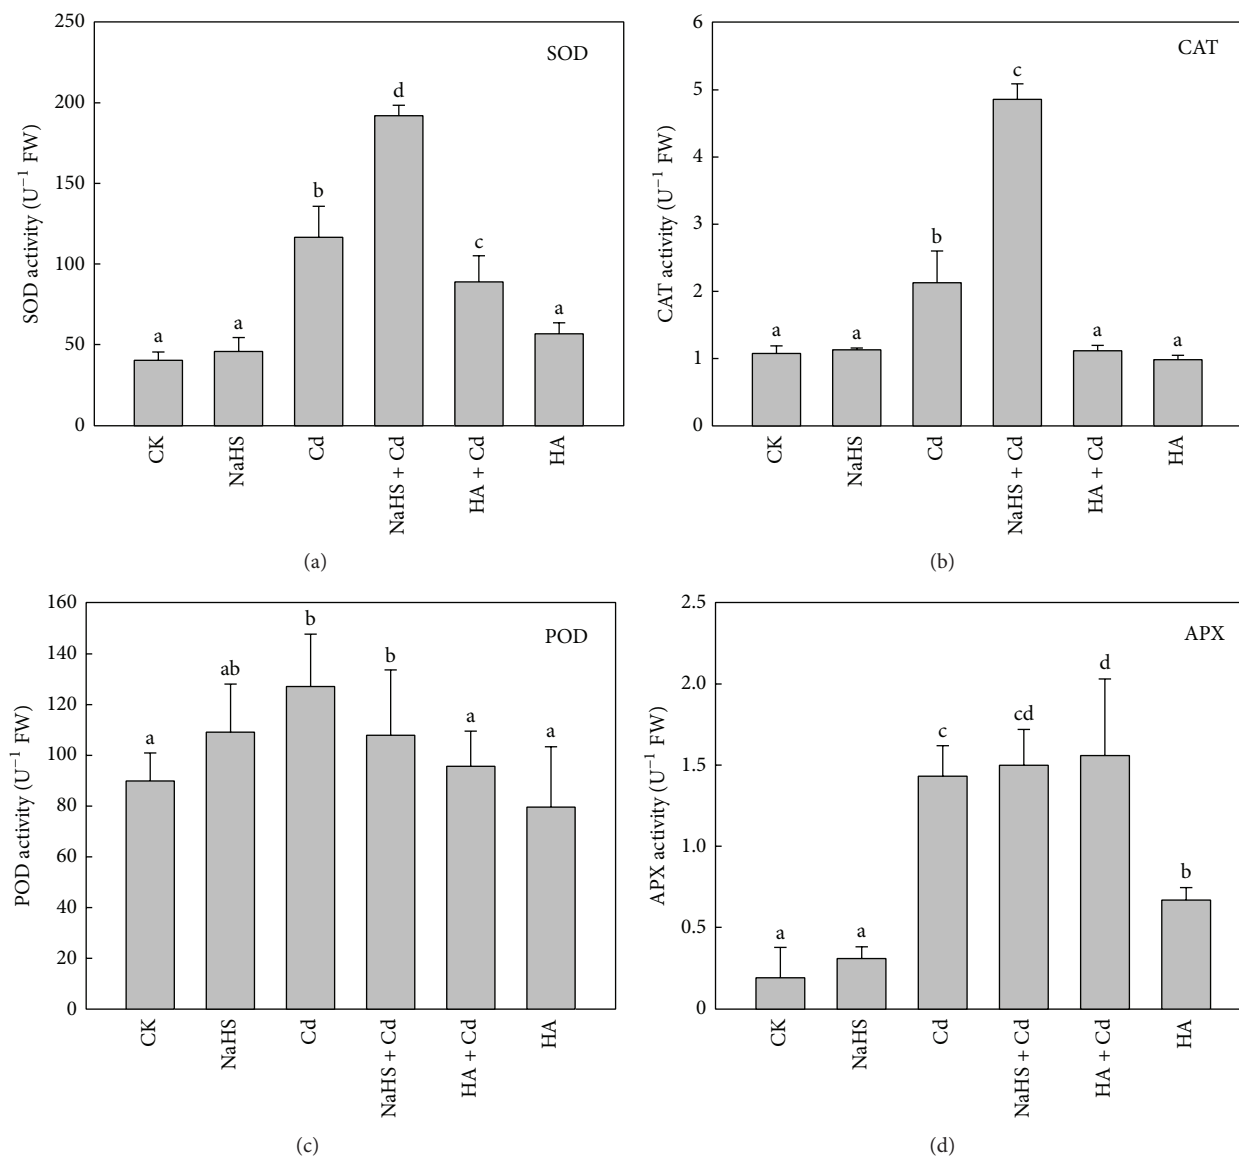 250
200
150
100
50
0
SOD activity (U⁻¹ FW)
SOD
a
a
b
d
c
a
CK
NaHS
Cd
NaHS + Cd
HA + Cd
HA
(a)
6
5
4
3
2
1
0
CAT activity (U⁻¹ FW)
CAT
a
a
b
c
a
a
CK
NaHS
Cd
NaHS + Cd
HA + Cd
HA
(b)
160
140
120
100
80
60
40
20
0
POD activity (U⁻¹ FW)
POD
a
ab
b
b
a
a
CK
NaHS
Cd
NaHS + Cd
HA + Cd
HA
(c)
2.5
2.0
1.5
1.0
0.5
0
APX activity (U⁻¹ FW)
APX
a
a
c
cd
d
b
CK
NaHS
Cd
NaHS + Cd
HA + Cd
HA
(d)